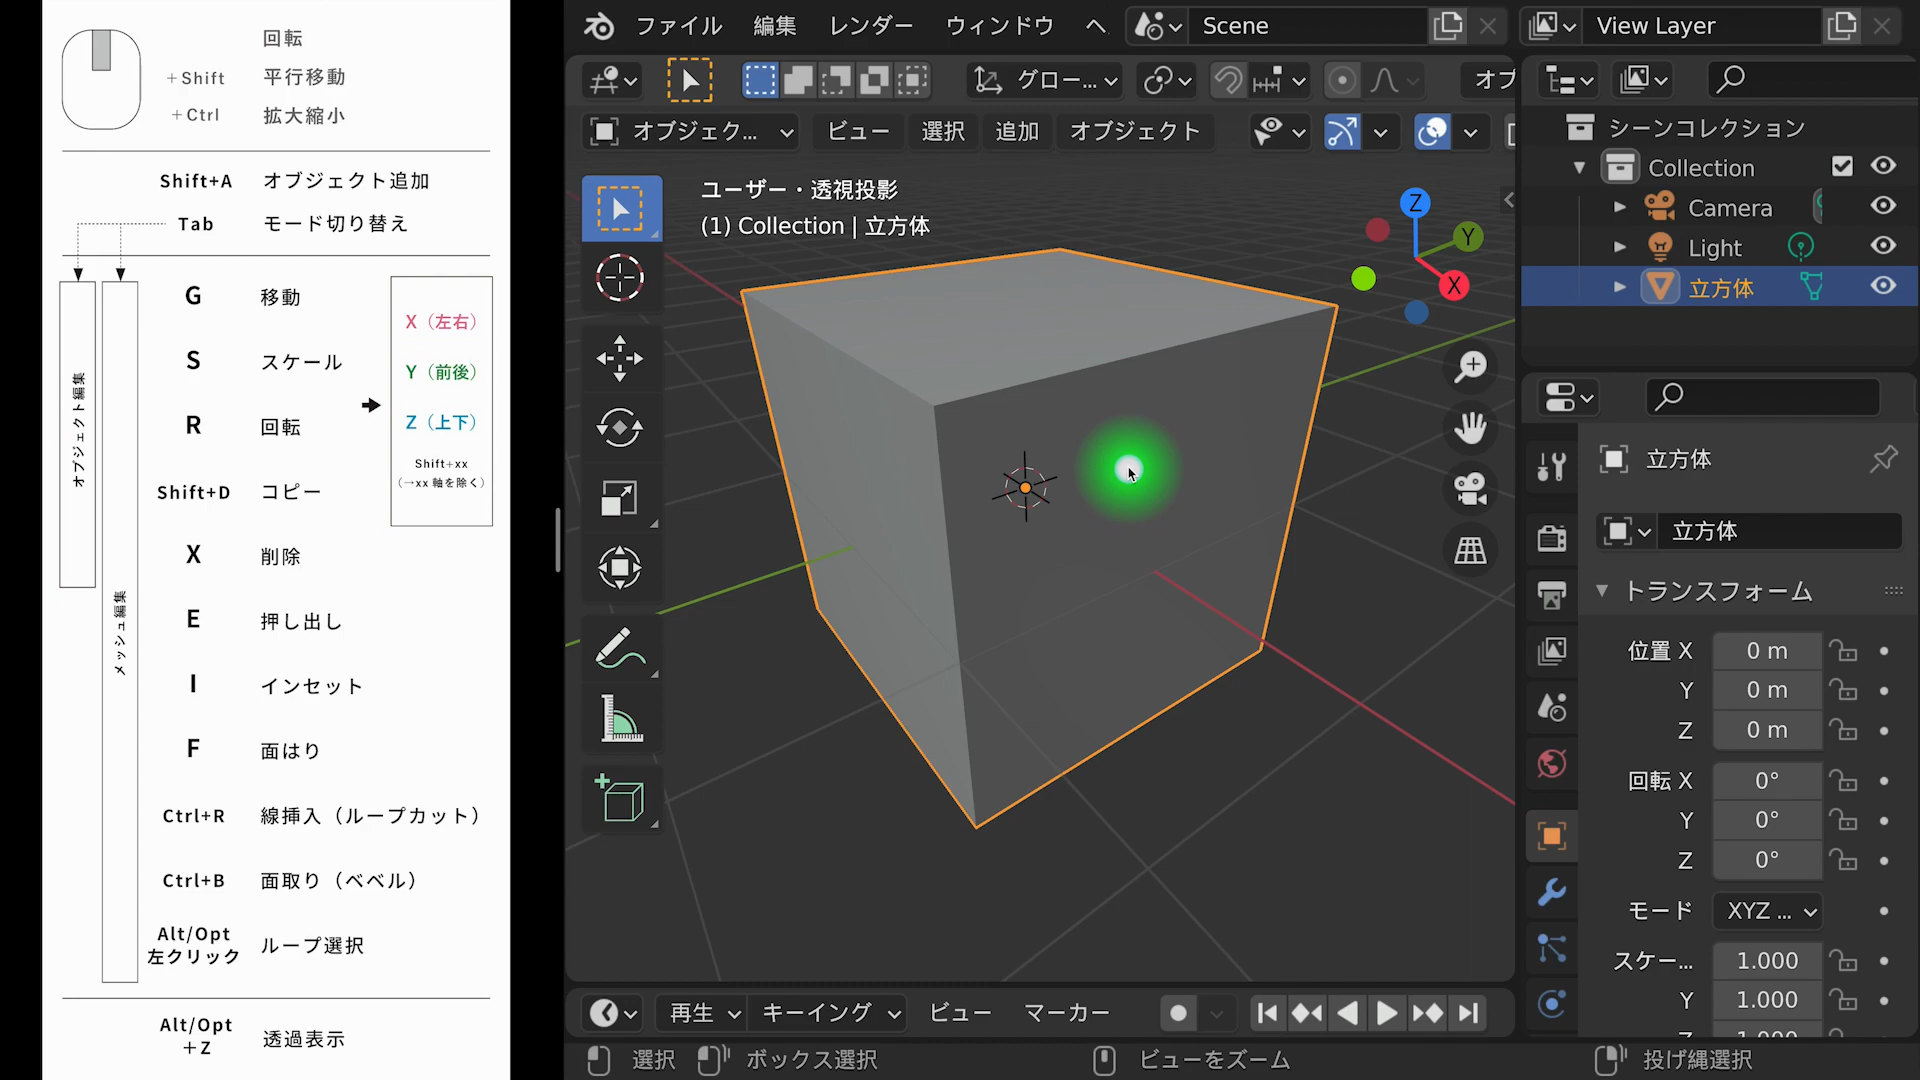 回転
+Shift 平行移動
+Ctrl 拡大縮小
Shift+A オブジェクト追加
Tab モード切り替え
オブジェクト編集
メッシュ編集
G 移動
S スケール
R 回転
Shift+D コピー
X 削除
E 押し出し
I インセット
F 面はり
Ctrl+R 線挿入（ループカット）
Ctrl+B 面取り（ベベル）
Alt/Opt
左クリック ループ選択
Alt/Opt
+Z 透過表示
X（左右）
Y（前後）
Z（上下）
Shift+xx
（→xx 軸を除く）
ファイル 編集 レンダー ウィンドウ ヘ Scene View Layer
グロー... オプ
オブジェク... ビュー 選択 追加 オブジェクト
ユーザー・透視投影
(1) Collection | 立方体
Z
Y
X
シーンコレクション
Collection
Camera
Light
立方体
立方体
立方体
トランスフォーム
位置 X 0 m
Y 0 m
Z 0 m
回転 X 0°
Y 0°
Z 0°
モード XYZ ...
スケー... 1.000
Y 1.000
Z 1.000
再生 キーイング ビュー マーカー
選択 ボックス選択 ビューをズーム 投げ縄選択